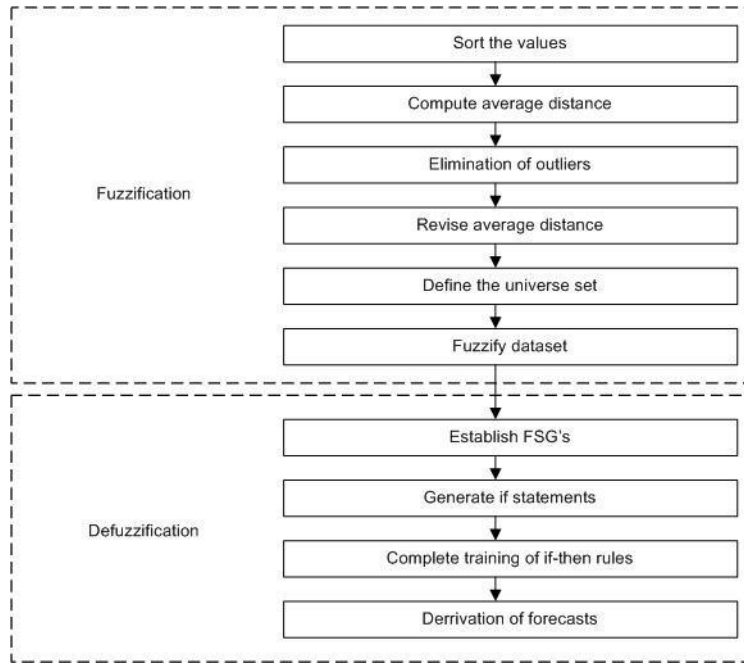 Sort the values
Compute average distance
Elimination of outliers
Fuzzification
Revise average distance
Define the universe set
Fuzzify dataset
Establish FSG's
Generate if statements
Defuzzification
Complete training of if-then rules
Derrivation of forecasts